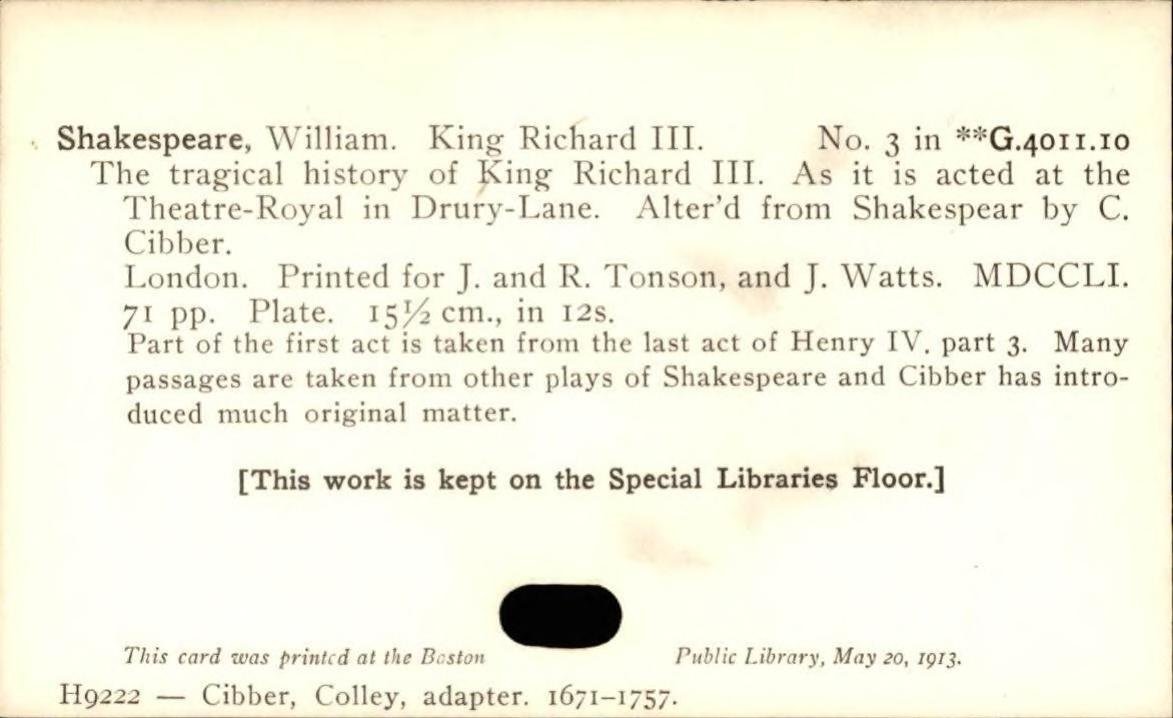 Shakespeare, William. King Richard III. No. 3 in **G.4011.10
The tragical history of King Richard III. As it is acted at the
Theatre-Royal in Drury-Lane. Alter'd from Shakespear by C.
Cibber.
London. Printed for J. and R. Tonson, and J. Watts. MDCCLI.
71 pp. Plate. 15½ cm., in 12s.
Part of the first act is taken from the last act of Henry IV. part 3. Many
passages are taken from other plays of Shakespeare and Cibber has intro-
duced much original matter.
[This work is kept on the Special Libraries Floor.]
This card was printed at the Boston Public Library, May 20, 1913.
H9222 — Cibber, Colley, adapter. 1671–1757.